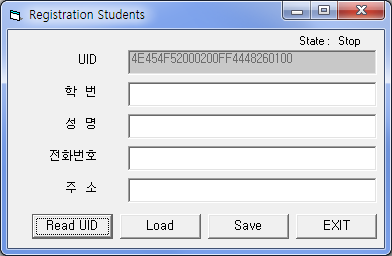 Registration Students
State : Stop
UID 4E454F52000200FF4448260100
학 번
성 명
전화번호
주 소
Read UID Load Save EXIT